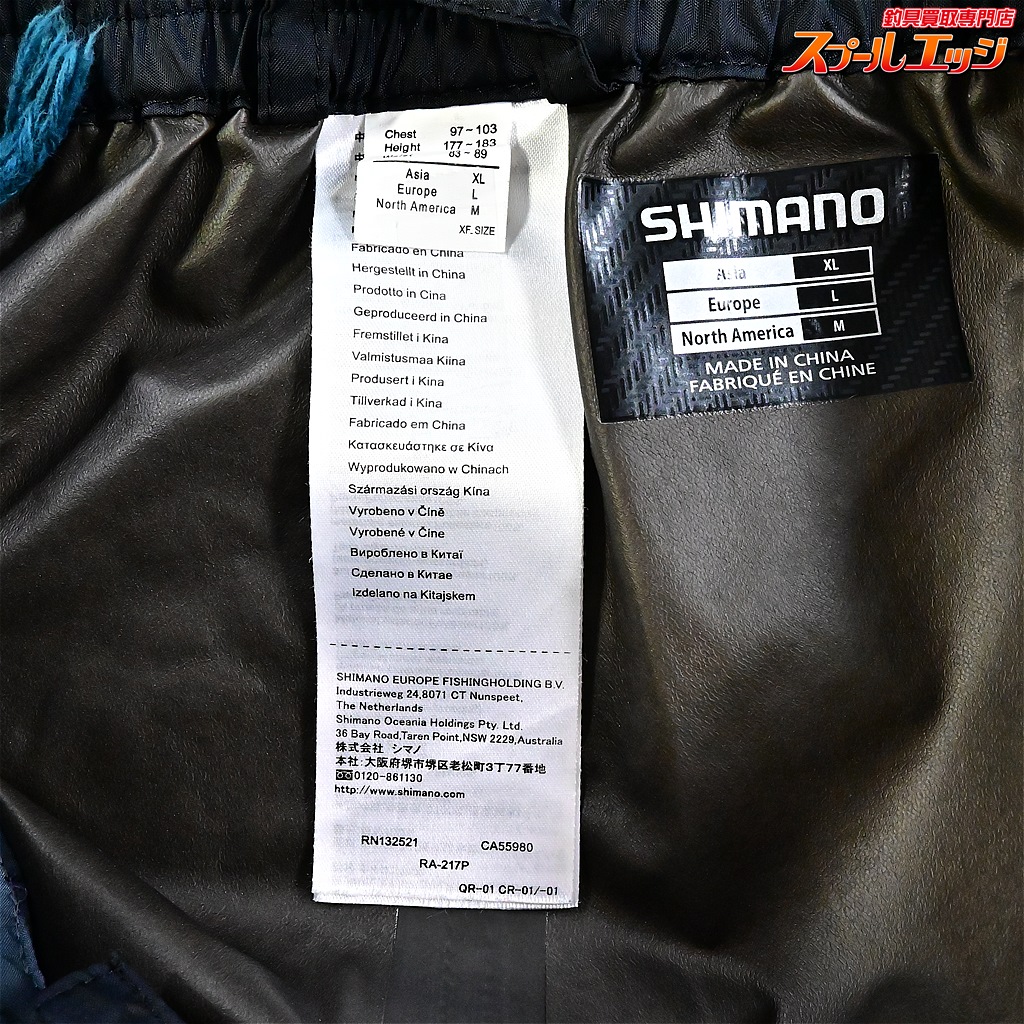 釣具買取専門店
スプールエッジ
Chest 97~103
Height 177~183
83~89
Asia XL
Europe L
North America M
XF.SIZE
Fabricado en China
Hergestellt in China
Prodotto in Cina
Geproduceerd in China
Fremstillet i Kina
Valmistusmaa Kiina
Produsert i Kina
Tillverkad i Kina
Fabricado em China
Κατασκευάστηκε σε Κίνα
Wyprodukowano w Chinach
Származási ország Kína
Vyrobeno v Číně
Vyrobené v Číne
Вироблено в Китаї
Сделано в Китае
Izdelano na Kitajskem
SHIMANO EUROPE FISHINGHOLDING B.V.
Industrieweg 24,8071 CT Nunspeet,
The Netherlands
Shimano Oceania Holdings Pty. Ltd.
36 Bay Road,Taren Point,NSW 2229,Australia
株式会社 シマノ
本社:大阪府堺市堺区老松町3丁77番地
0120-861130
http://www.shimano.com
RN132521 CA55980
RA-217P
QR-01 CR-01/-01
SHIMANO
Asia XL
Europe L
North America M
MADE IN CHINA
FABRIQUÉ EN CHINE